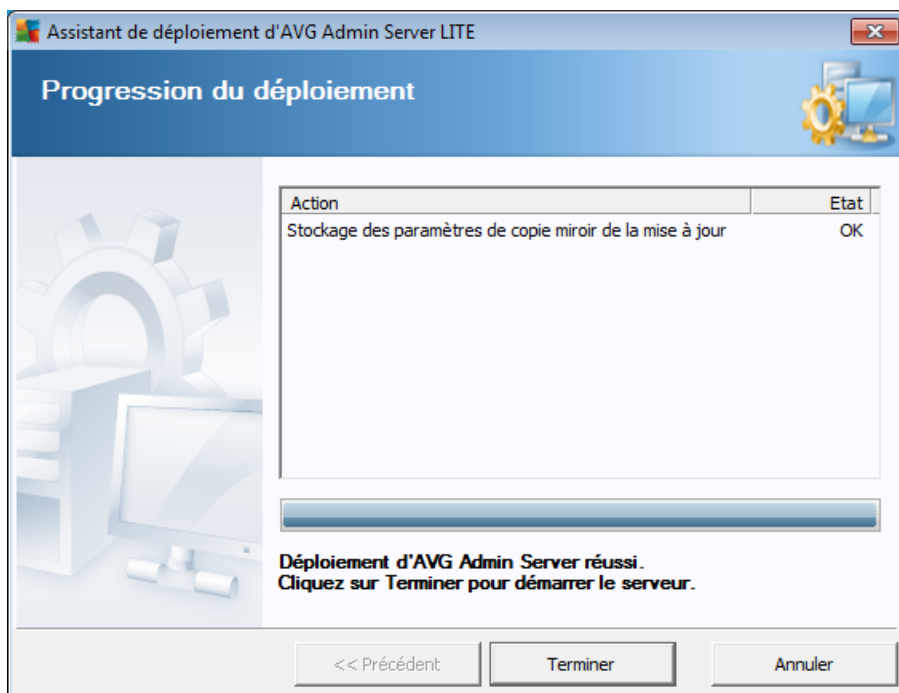 Assistant de déploiement d'AVG Admin Server LITE
Progression du déploiement
Action Etat
Stockage des paramètres de copie miroir de la mise à jour OK
Déploiement d'AVG Admin Server réussi.
Cliquez sur Terminer pour démarrer le serveur.
<< Précédent Terminer Annuler